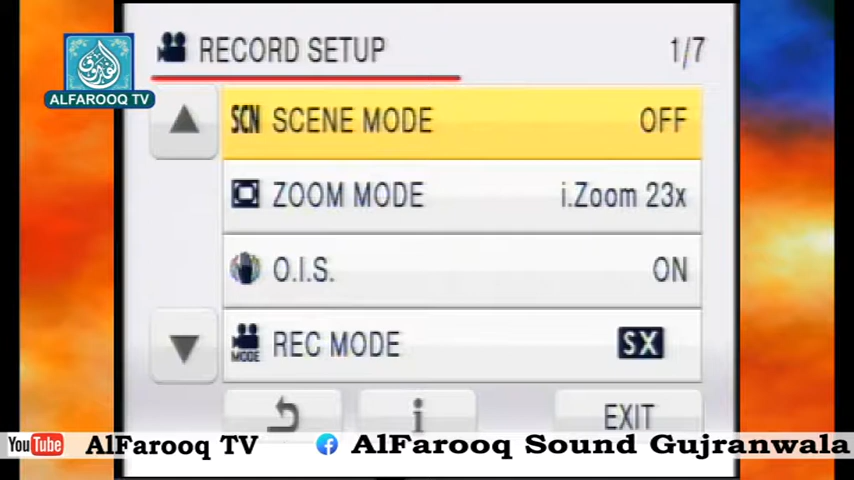 RECORD SETUP 1/7
الفاروق
ALFAROOQ TV
SCN SCENE MODE OFF
ZOOM MODE i.Zoom 23x
O.I.S. ON
MODE REC MODE SX
i EXIT
YouTube AlFarooq TV f AlFarooq Sound Gujranwala